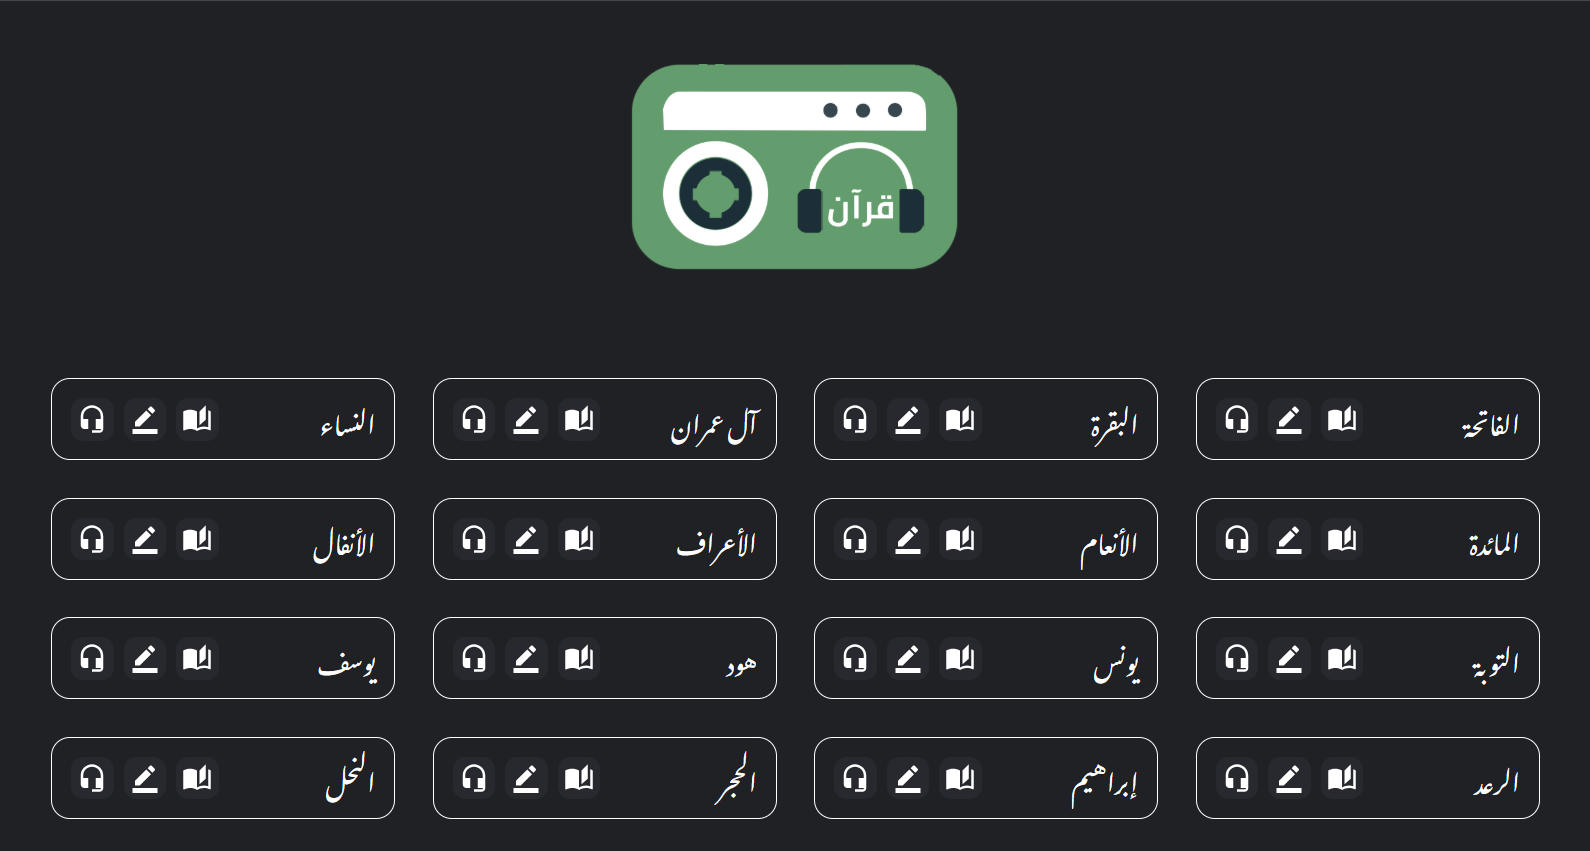 قرآن
الفاتحة
البقرة
آل عمران
النساء
المائدة
الأنعام
الأعراف
الأنفال
التوبة
يونس
هود
يوسف
الرعد
إبراهيم
الحجر
النحل